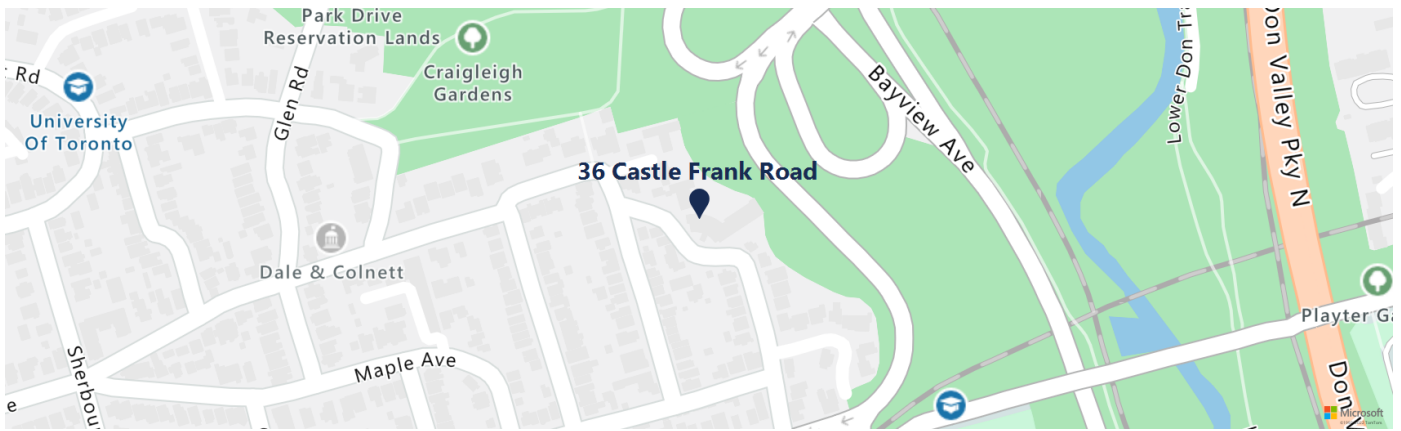 Park Drive
Reservation Lands
Craigleigh
Gardens
Rd
University
Of Toronto
Glen Rd
Bayview Ave
Lower Don Tr
Don Valley Pky N
36 Castle Frank Road
Dale & Colnett
Playter Ga
Maple Ave
Sherbou
e
Don V
Microsoft